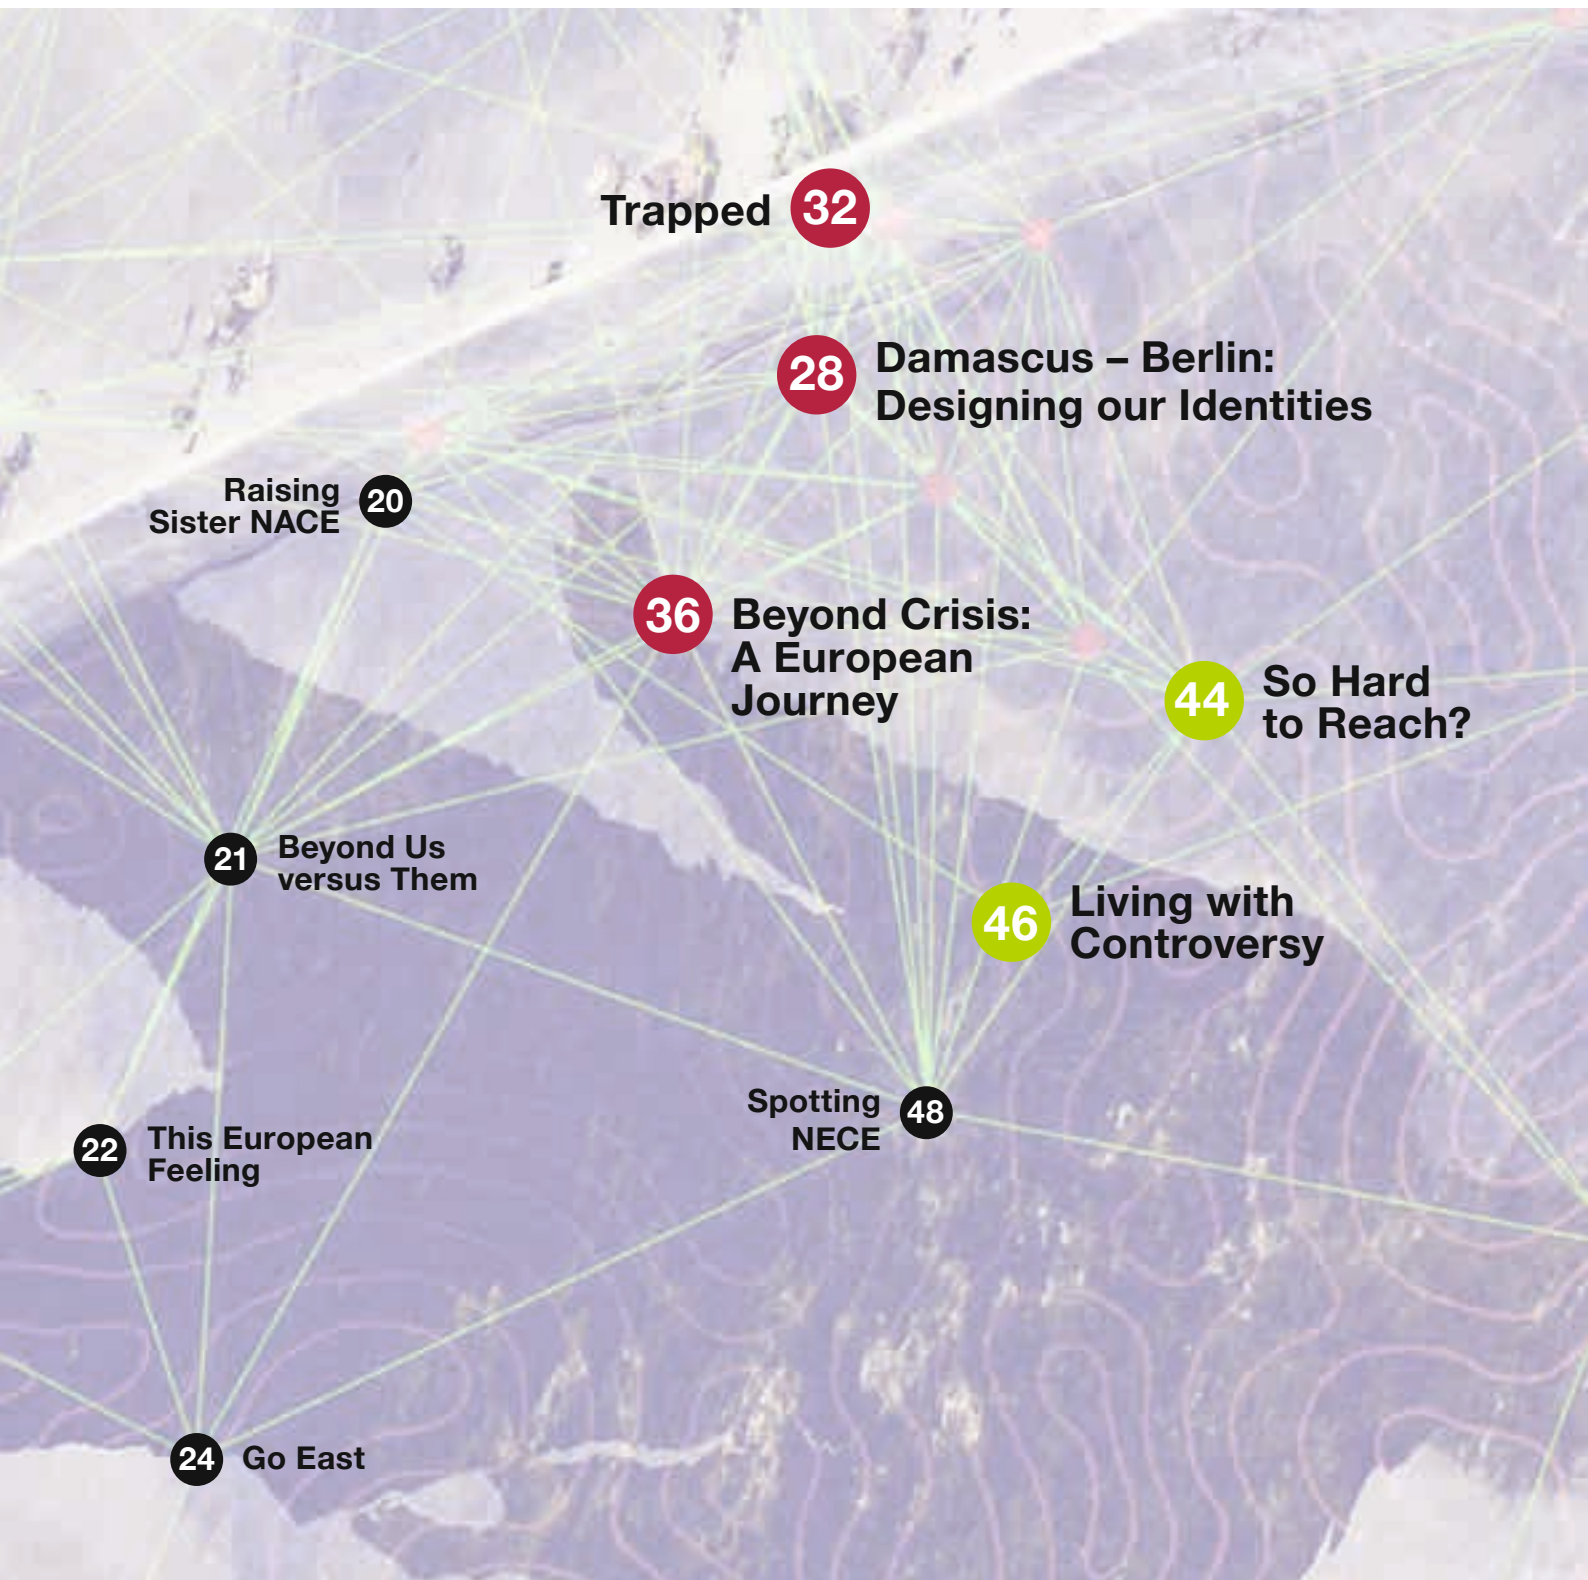 Trapped 32
28 Damascus – Berlin:
Designing our Identities
Raising
Sister NACE 20
36 Beyond Crisis:
A European
Journey
44 So Hard
to Reach?
21 Beyond Us
versus Them
46 Living with
Controversy
Spotting
NECE 48
22 This European
Feeling
24 Go East